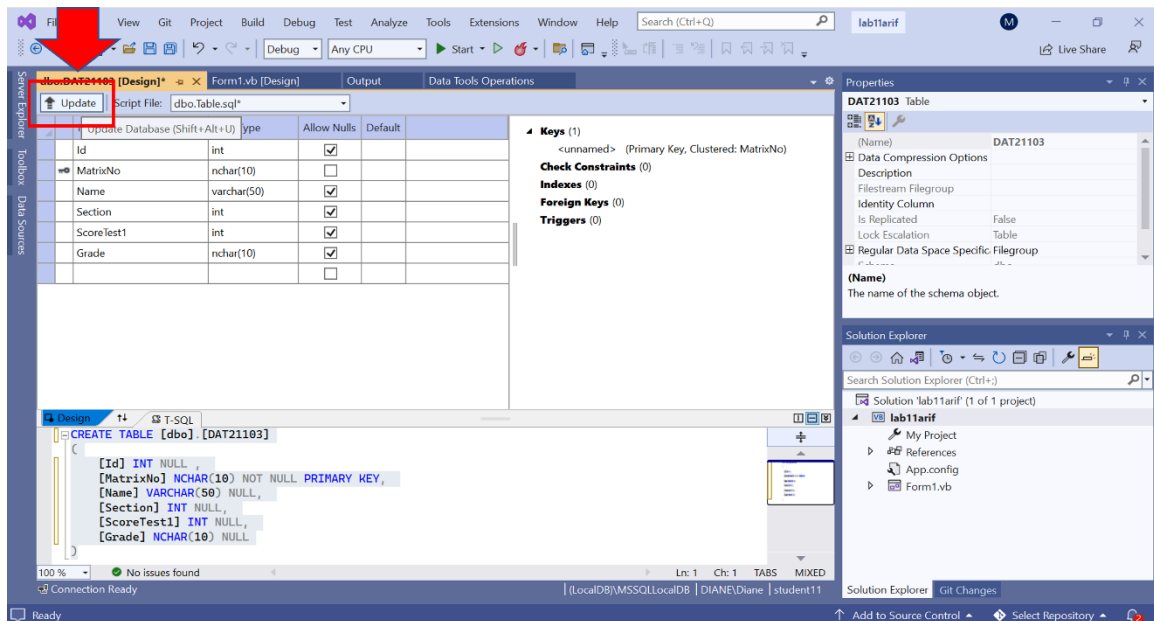 Fi View Git Project Build Debug Test Analyze Tools Extensions Window Help Search (Ctrl+Q) lab11arif M
Debug Any CPU Start Live Share
dbo.DAT21103 [Design]* Form1.vb [Design] Output Data Tools Operations
Update Script File: dbo.Table.sql*
Update Database (Shift+Alt+U) ype Allow Nulls Default
Id int
MatrixNo nchar(10)
Name varchar(50)
Section int
ScoreTest1 int
Grade nchar(10)
Keys (1)
<unnamed> (Primary Key, Clustered: MatrixNo)
Check Constraints (0)
Indexes (0)
Foreign Keys (0)
Triggers (0)
Server Explorer
Toolbox
Data Sources
Design T-SQL
CREATE TABLE [dbo].[DAT21103]
(
[Id] INT NULL ,
[MatrixNo] NCHAR(10) NOT NULL PRIMARY KEY,
[Name] VARCHAR(50) NULL,
[Section] INT NULL,
[ScoreTest1] INT NULL,
[Grade] NCHAR(10) NULL
)
100 % No issues found Ln: 1 Ch: 1 TABS MIXED
Connection Ready (LocalDB)\MSSQLLocalDB DIANE\Diane student11
Properties
DAT21103 Table
(Name) DAT21103
Data Compression Options
Description
Filestream Filegroup
Identity Column
Is Replicated False
Lock Escalation Table
Regular Data Space Specific Filegroup
(Name)
The name of the schema object.
Solution Explorer
Search Solution Explorer (Ctrl+;)
Solution 'lab11arif' (1 of 1 project)
VB lab11arif
My Project
References
App.config
Form1.vb
Solution Explorer Git Changes
Ready Add to Source Control Select Repository 2